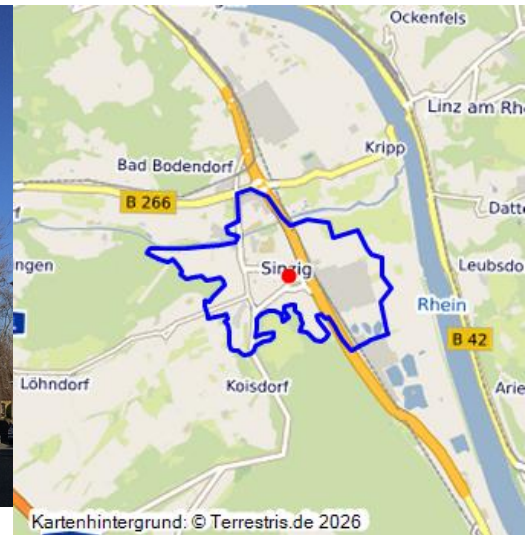 Ockenfels
Linz am Rhe
Kripp
Bad Bodendorf
B 266
Datte
ngen
Sinzig
Leubsdo
Rhein
B 42
Löhndorf
Koisdorf
Arie
Kartenhintergrund: © Terrestris.de 2026